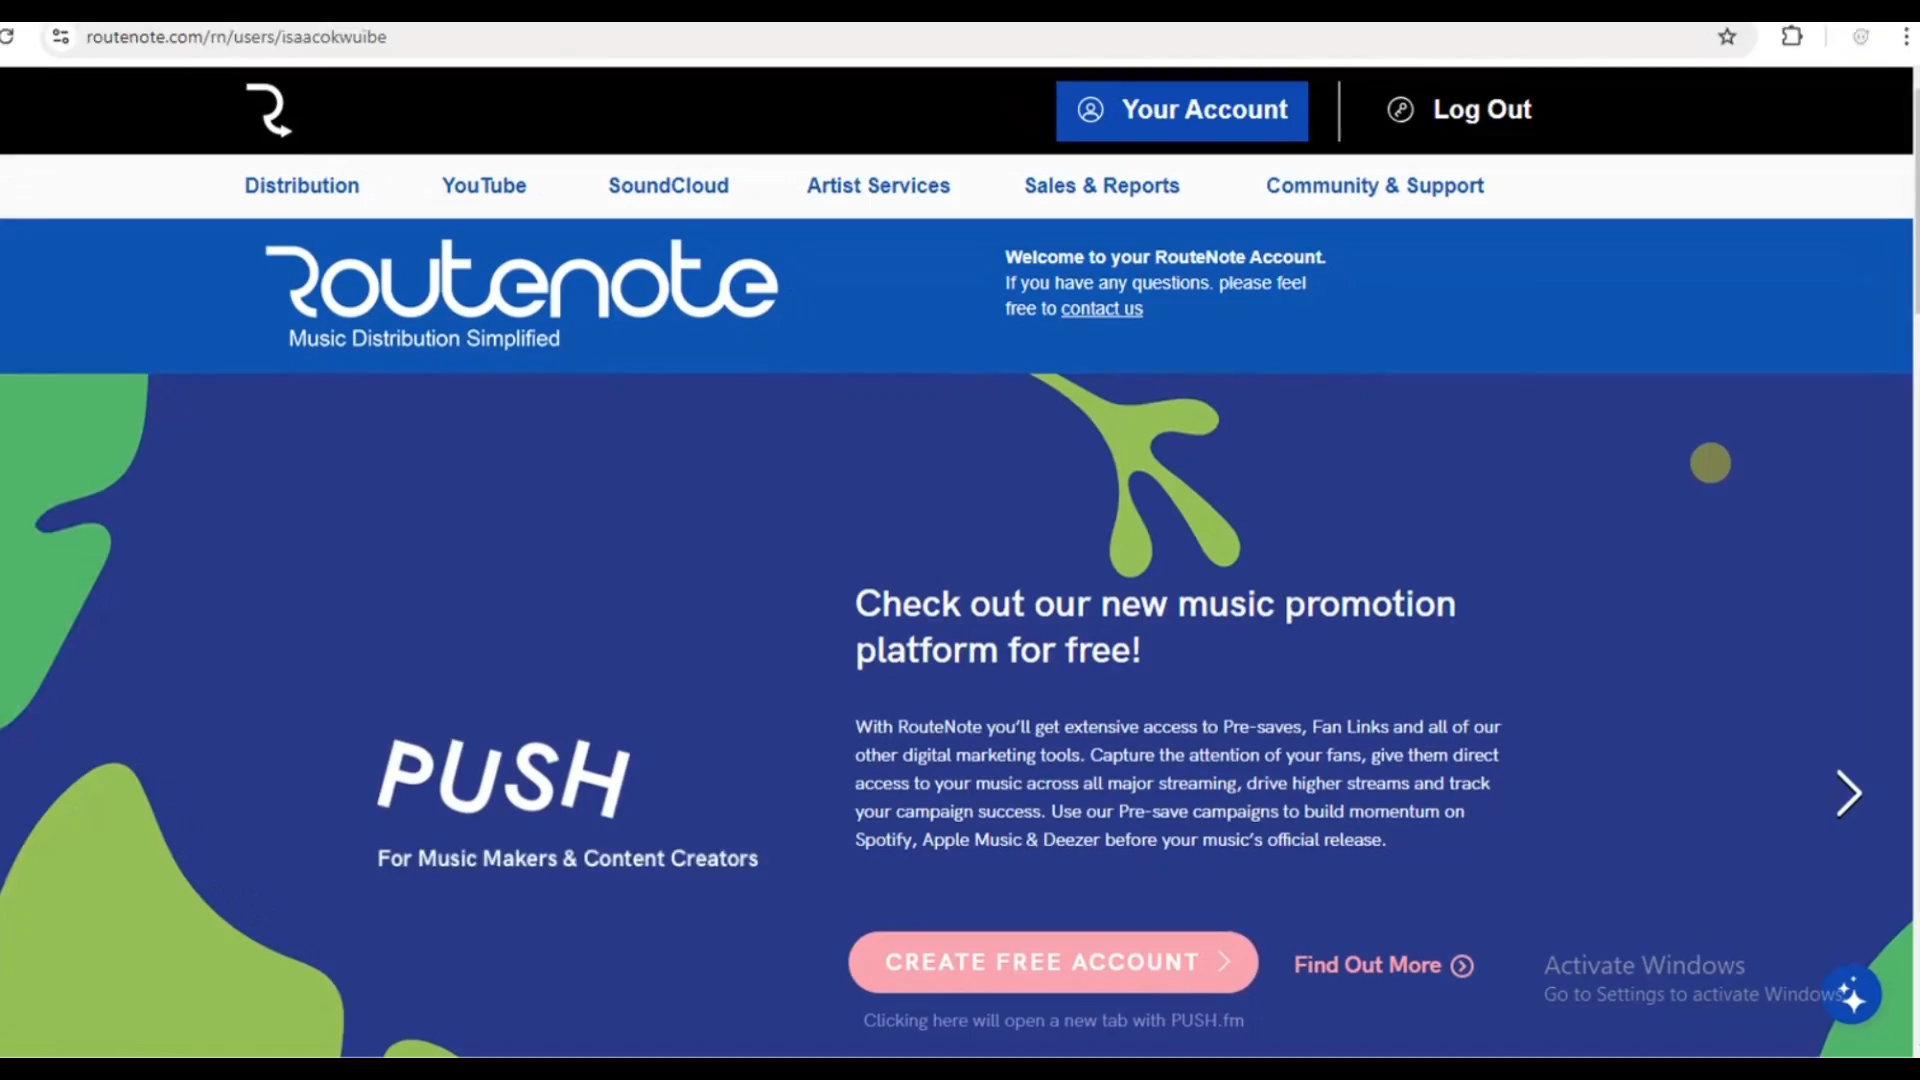 routenote.com/rn/users/isaacokwuibe
Your Account
Log Out
Distribution
YouTube
SoundCloud
Artist Services
Sales & Reports
Community & Support
Routenote
Music Distribution Simplified
Welcome to your RouteNote Account.
If you have any questions. please feel
free to contact us
Check out our new music promotion
platform for free!
With RouteNote you'll get extensive access to Pre-saves, Fan Links and all of our
other digital marketing tools. Capture the attention of your fans, give them direct
access to your music across all major streaming, drive higher streams and track
your campaign success. Use our Pre-save campaigns to build momentum on
Spotify, Apple Music & Deezer before your music's official release.
PUSH
For Music Makers & Content Creators
CREATE FREE ACCOUNT
Find Out More
Clicking here will open a new tab with PUSH.fm
Activate Windows
Go to Settings to activate Windows